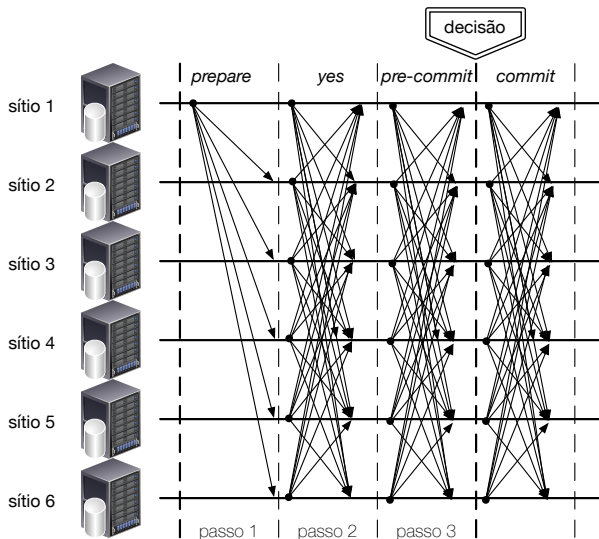 decisão
prepare yes pre-commit commit
sítio 1
sítio 2
sítio 3
sítio 4
sítio 5
sítio 6
passo 1 passo 2 passo 3